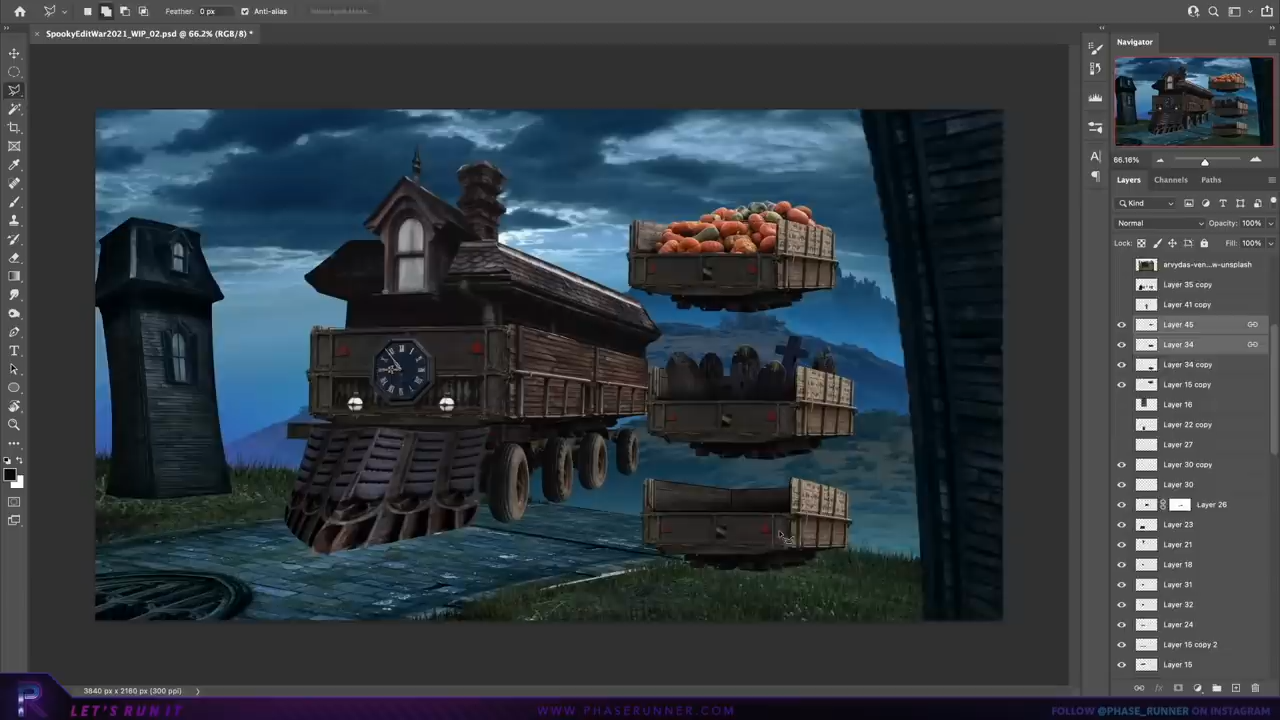 Feather: 0 px Anti-alias
× SpookyEditWar2021_WIP_02.psd @ 66.2% (RGB/8) *
Navigator
66.16%
Layers Channels Paths
Kind
Normal Opacity: 100%
Lock: Fill: 100%
arvydas-ven...w-unsplash
Layer 35 copy
Layer 41 copy
Layer 45
Layer 34
Layer 34 copy
Layer 15 copy
Layer 16
Layer 22 copy
Layer 27
Layer 30 copy
Layer 30
Layer 26
Layer 23
Layer 21
Layer 18
Layer 31
Layer 32
Layer 24
Layer 15 copy 2
Layer 15
3840 px x 2160 px (300 ppi)
LET'S RUN IT
WWW.PHASERUNNER.COM
FOLLOW @PHASE_RUNNER ON INSTAGRAM